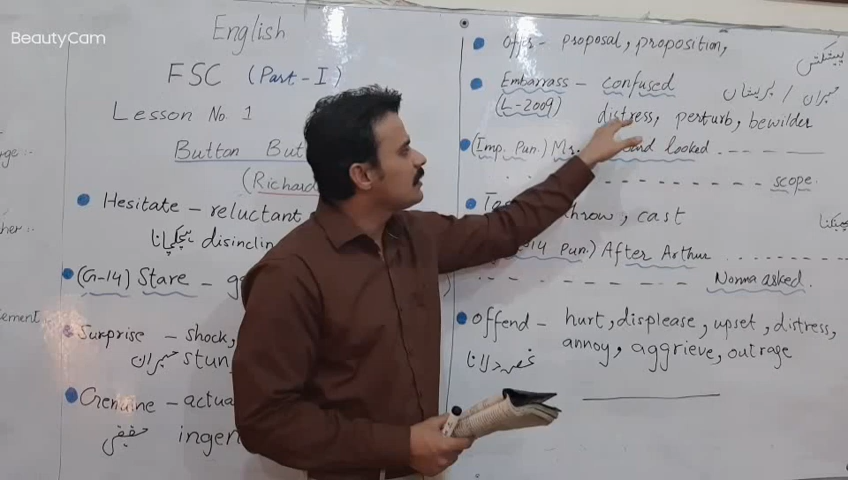 BeautyCam
English
FSC (Part-I)
Lesson No. 1
Button
(Richard
Hesitate - reluctant
ہچکچانا disinclin
(G-14) Stare -
Surprise - shock,
حیران stun
Genuine - actua
حقیقی ingen
Offer - proposal, proposition,
پیشکش
Embarrass - confused
حیران / پریشان
(L-2009) distress, perturb, bewilder
(Imp. Pun.) Mr. looked
scope.
throw, cast
14 Pun.) After Arthur
Norma asked.
offend - hurt, displease, upset, distress,
غصہ دلانا annoy, aggrieve, outrage